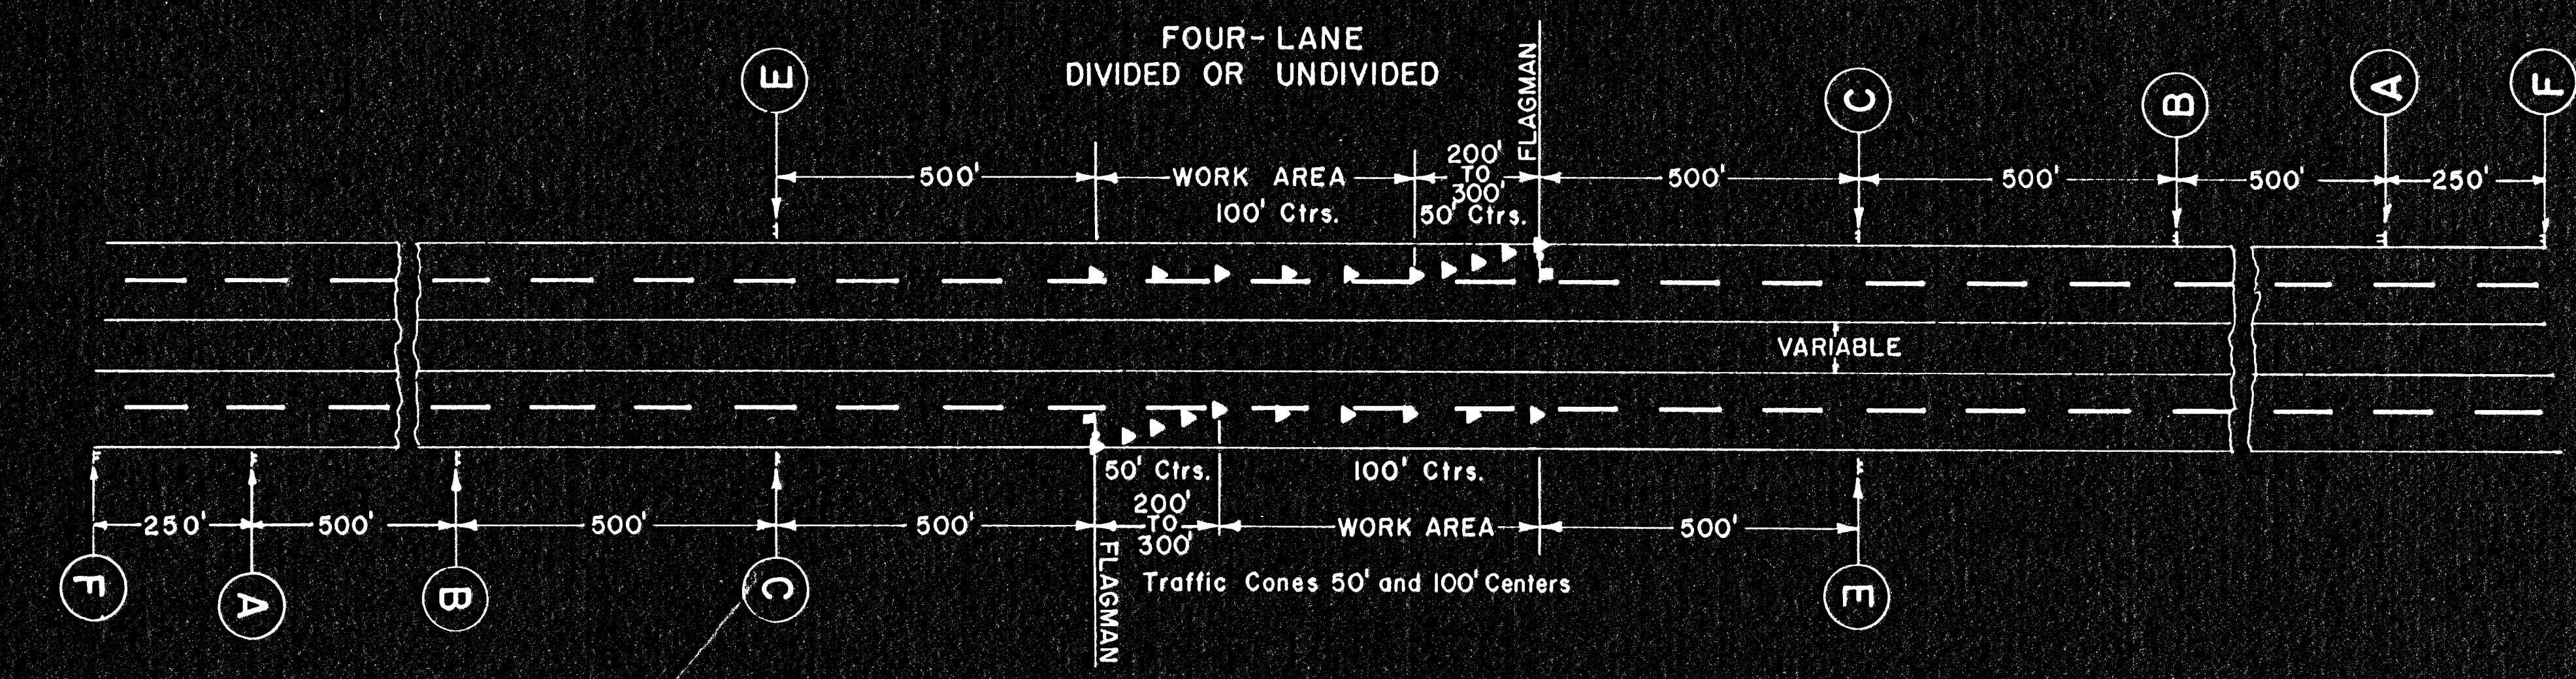 FOUR-LANE
DIVIDED OR UNDIVIDED
E
FLAGMAN
C
B
A
F
500'
WORK AREA
100' Ctrs.
200'
TO
300'
50' Ctrs.
500'
500'
500'
250'
VARIABLE
50' Ctrs.
100' Ctrs.
250'
500'
500'
500'
200'
TO
300'
WORK AREA
500'
F
A
B
C
FLAGMAN
Traffic Cones 50' and 100' Centers
E